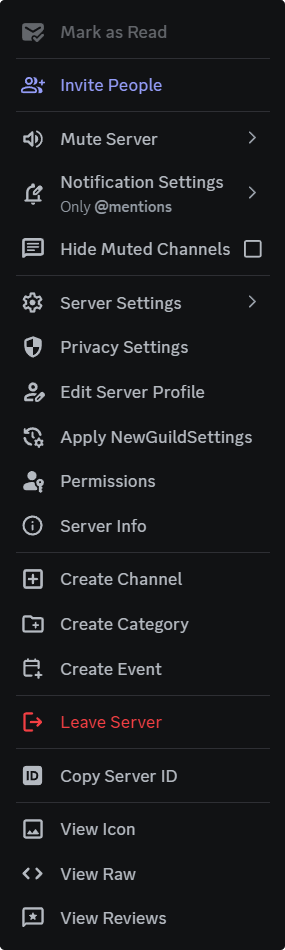 Mark as Read
Invite People
Mute Server
Notification Settings
Only @mentions
Hide Muted Channels
Server Settings
Privacy Settings
Edit Server Profile
Apply NewGuildSettings
Permissions
Server Info
Create Channel
Create Category
Create Event
Leave Server
ID Copy Server ID
View Icon
View Raw
View Reviews